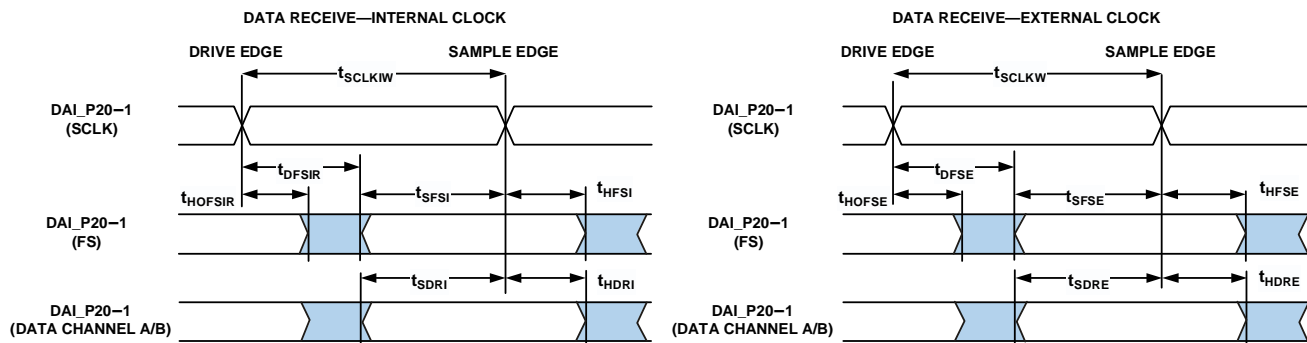 DATA RECEIVE—INTERNAL CLOCK
DRIVE EDGE
SAMPLE EDGE
tSCLKIW
DAI_P20–1
(SCLK)
tDFSIR
tHOFSIR
tSFSI
tHFSI
DAI_P20–1
(FS)
tSDRI
tHDRI
DAI_P20–1
(DATA CHANNEL A/B)
DATA RECEIVE—EXTERNAL CLOCK
DRIVE EDGE
SAMPLE EDGE
tSCLKW
DAI_P20–1
(SCLK)
tDFSE
tHOFSE
tSFSE
tHFSE
DAI_P20–1
(FS)
tSDRE
tHDRE
DAI_P20–1
(DATA CHANNEL A/B)